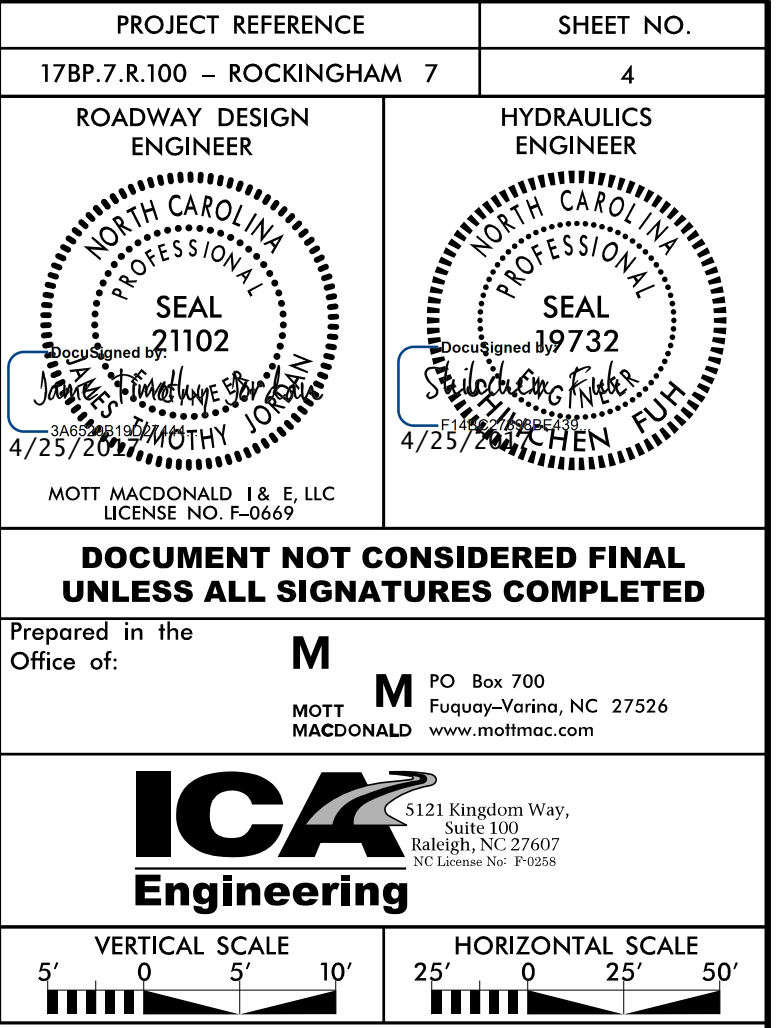 PROJECT REFERENCE
SHEET NO.
17BP.7.R.100 – ROCKINGHAM 7
4
ROADWAY DESIGN
ENGINEER
NORTH CAROLINA
PROFESSIONAL
SEAL
21102
DocuSigned by:
ENGINEER
JAMES TIMOTHY JORDAN
4/25/2017
MOTT MACDONALD I & E, LLC
LICENSE NO. F–0669
HYDRAULICS
ENGINEER
NORTH CAROLINA
PROFESSIONAL
SEAL
19732
DocuSigned by:
ENGINEER
FUH
4/25/2017
DOCUMENT NOT CONSIDERED FINAL
UNLESS ALL SIGNATURES COMPLETED
Prepared in the
Office of:
M
M
MOTT
MACDONALD
PO Box 700
Fuquay–Varina, NC 27526
www.mottmac.com
ICA
Engineering
5121 Kingdom Way,
Suite 100
Raleigh, NC 27607
NC License No: F-0258
VERTICAL SCALE
5′ 0 5′ 10′
HORIZONTAL SCALE
25′ 0 25′ 50′